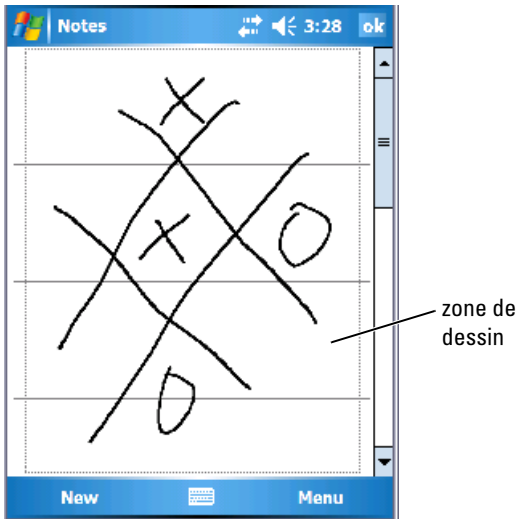 Notes 3:28 ok
X
X O
O
zone de
dessin
New Menu